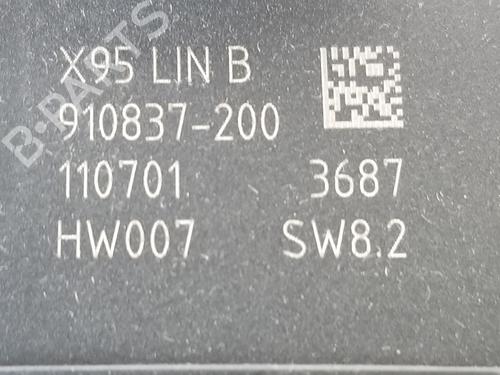 X95 LIN B
910837-200
110701 3687
HW007 SW8.2
B-PARTS